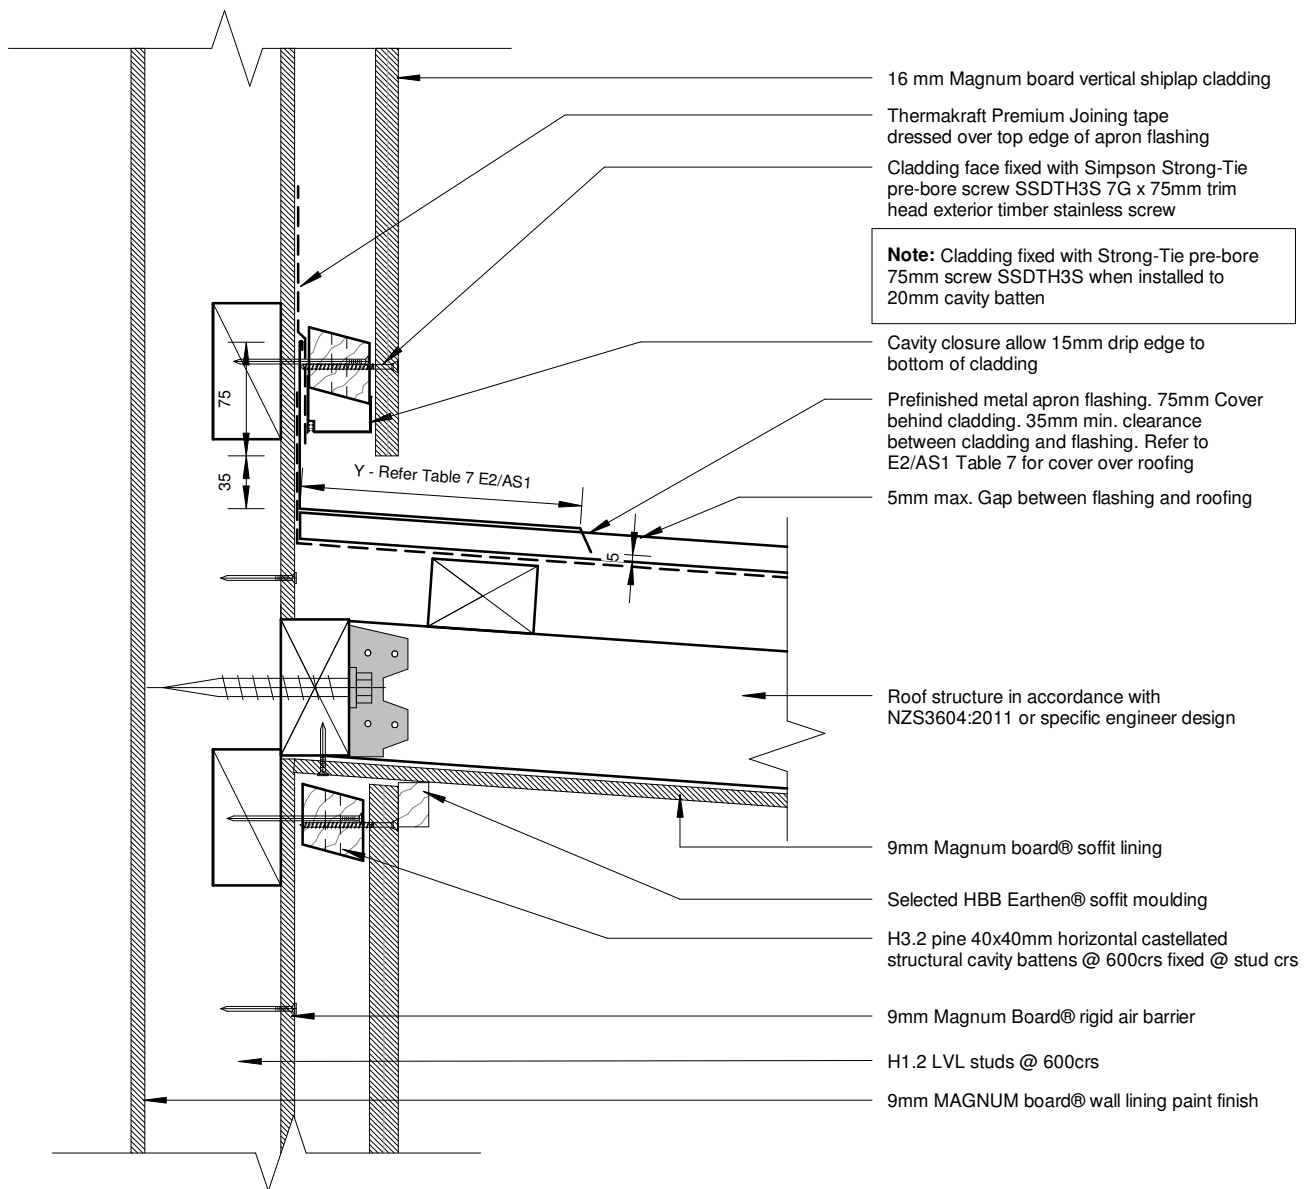 16 mm Magnum board vertical shiplap cladding
Thermakraft Premium Joining tape
dressed over top edge of apron flashing
Cladding face fixed with Simpson Strong-Tie
pre-bore screw SSDTH3S 7G x 75mm trim
head exterior timber stainless screw
Note: Cladding fixed with Strong-Tie pre-bore
75mm screw SSDTH3S when installed to
20mm cavity batten
Cavity closure allow 15mm drip edge to
bottom of cladding
Prefinished metal apron flashing. 75mm Cover
behind cladding. 35mm min. clearance
between cladding and flashing. Refer to
E2/AS1 Table 7 for cover over roofing
5mm max. Gap between flashing and roofing
75
35
Y - Refer Table 7 E2/AS1
5
Roof structure in accordance with
NZS3604:2011 or specific engineer design
9mm Magnum board® soffit lining
Selected HBB Earthen® soffit moulding
H3.2 pine 40x40mm horizontal castellated
structural cavity battens @ 600crs fixed @ stud crs
9mm Magnum Board® rigid air barrier
H1.2 LVL studs @ 600crs
9mm MAGNUM board® wall lining paint finish